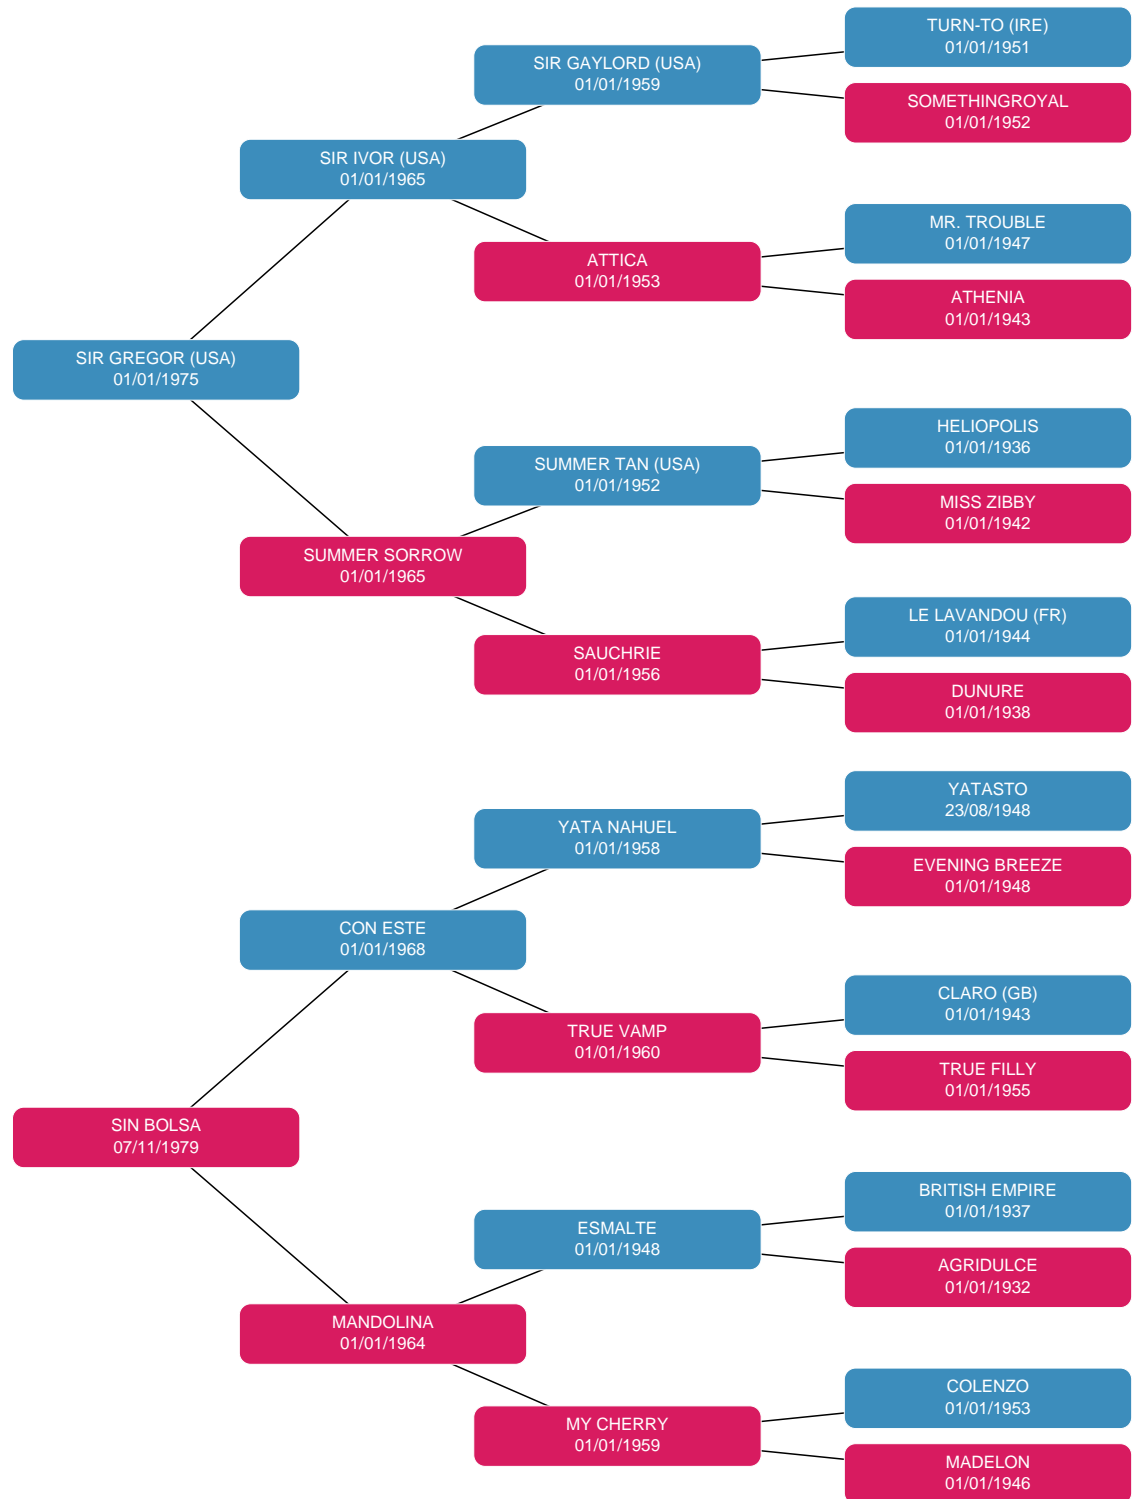 TURN-TO (IRE)
01/01/1951
SIR GAYLORD (USA)
01/01/1959
SOMETHINGROYAL
01/01/1952
SIR IVOR (USA)
01/01/1965
MR. TROUBLE
01/01/1947
ATTICA
01/01/1953
ATHENIA
01/01/1943
SIR GREGOR (USA)
01/01/1975
HELIOPOLIS
01/01/1936
SUMMER TAN (USA)
01/01/1952
MISS ZIBBY
01/01/1942
SUMMER SORROW
01/01/1965
LE LAVANDOU (FR)
01/01/1944
SAUCHRIE
01/01/1956
DUNURE
01/01/1938
YATASTO
23/08/1948
YATA NAHUEL
01/01/1958
EVENING BREEZE
01/01/1948
CON ESTE
01/01/1968
CLARO (GB)
01/01/1943
TRUE VAMP
01/01/1960
TRUE FILLY
01/01/1955
SIN BOLSA
07/11/1979
BRITISH EMPIRE
01/01/1937
ESMALTE
01/01/1948
AGRIDULCE
01/01/1932
MANDOLINA
01/01/1964
COLENZO
01/01/1953
MY CHERRY
01/01/1959
MADELON
01/01/1946